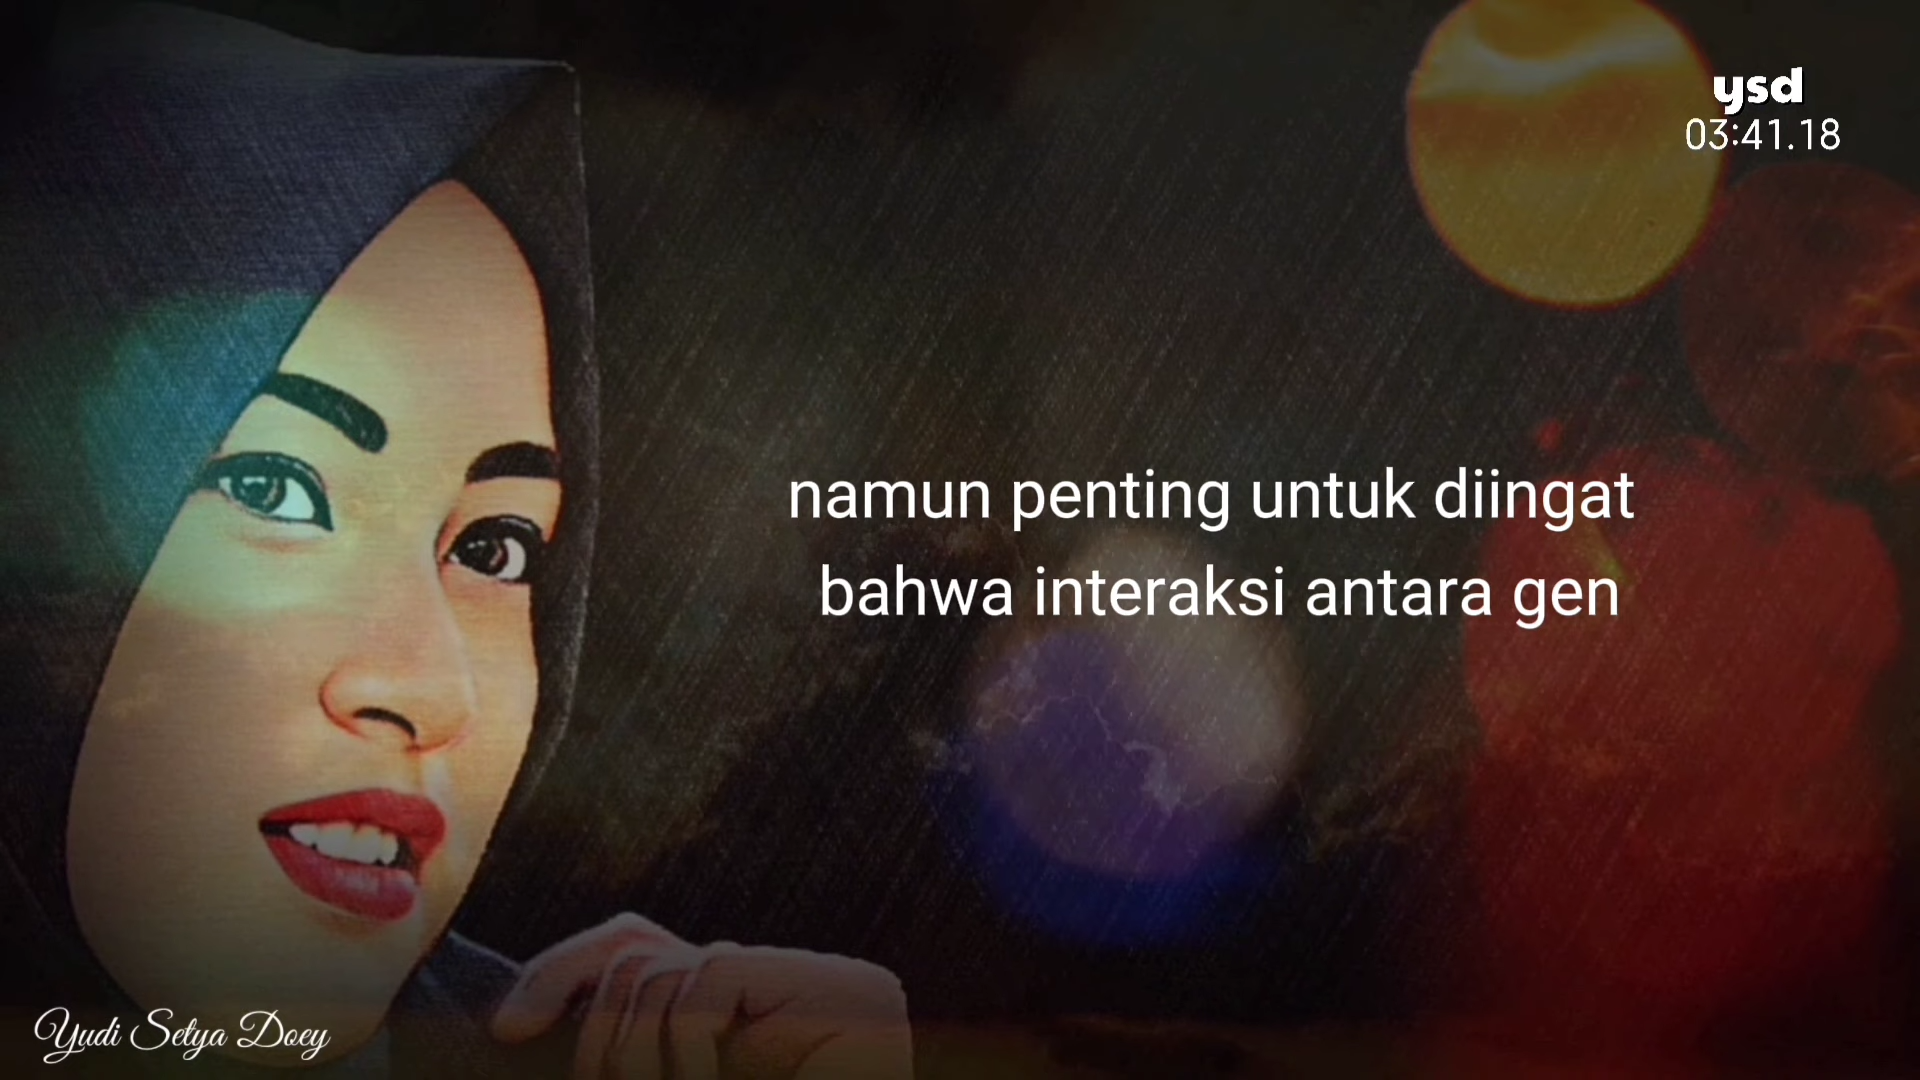 ysd
03:41.18
namun penting untuk diingat
bahwa interaksi antara gen
Yudi Setya Doey